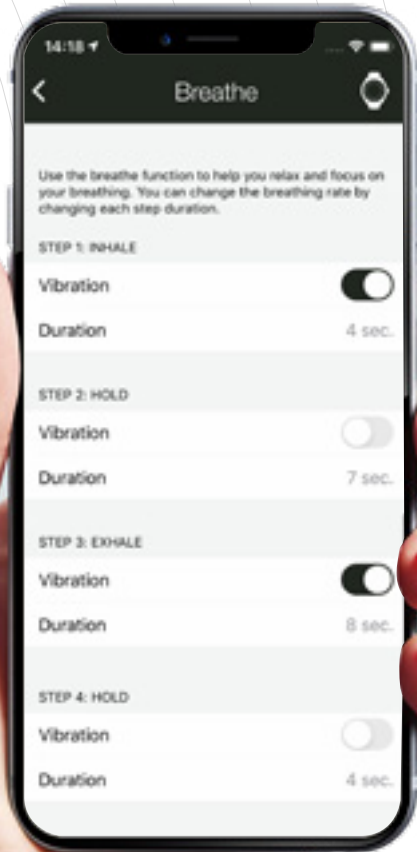 14:18
Breathe
Use the breathe function to help you relax and focus on
your breathing. You can change the breathing rate by
changing each step duration.
STEP 1: INHALE
Vibration
Duration 4 sec.
STEP 2: HOLD
Vibration
Duration 7 sec.
STEP 3: EXHALE
Vibration
Duration 8 sec.
STEP 4: HOLD
Vibration
Duration 4 sec.